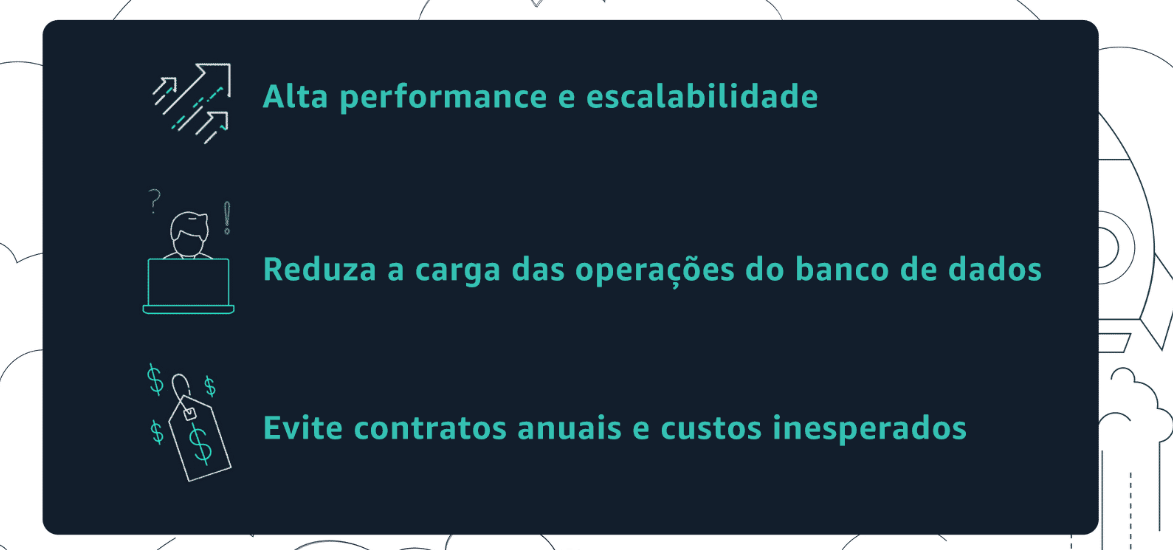 Alta performance e escalabilidade
Reduza a carga das operações do banco de dados
Evite contratos anuais e custos inesperados